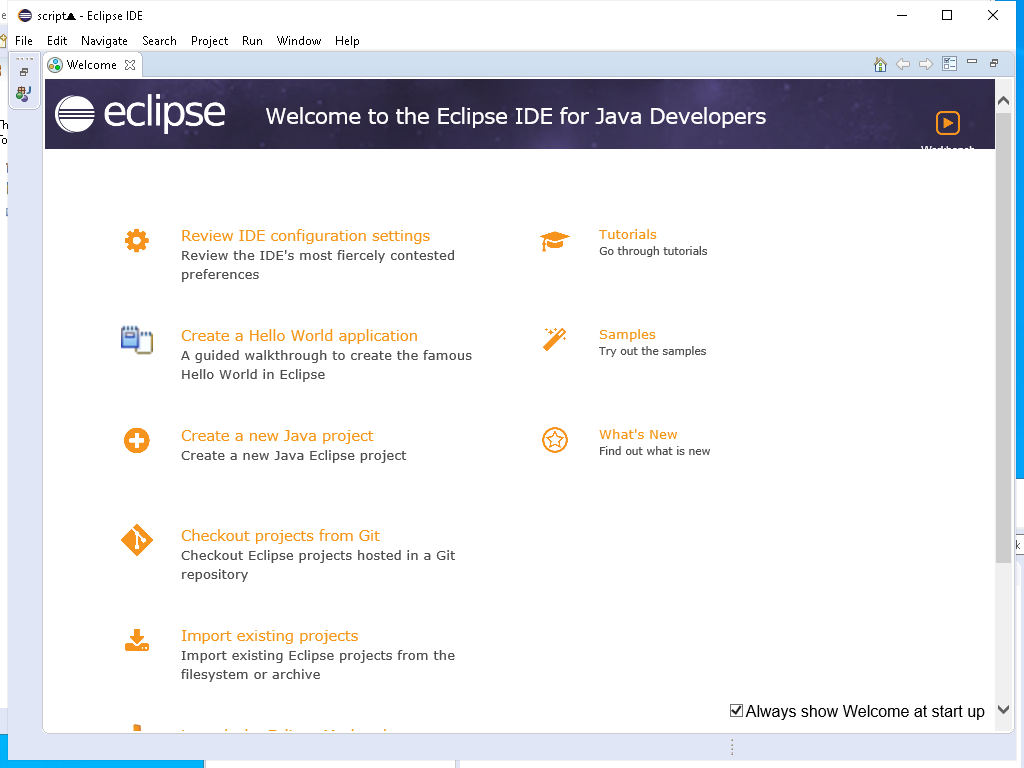 script▲ - Eclipse IDE
File Edit Navigate Search Project Run Window Help
Welcome
eclipse
Welcome to the Eclipse IDE for Java Developers
Review IDE configuration settings
Review the IDE's most fiercely contested
preferences
Tutorials
Go through tutorials
Create a Hello World application
A guided walkthrough to create the famous
Hello World in Eclipse
Samples
Try out the samples
Create a new Java project
Create a new Java Eclipse project
What's New
Find out what is new
Checkout projects from Git
Checkout Eclipse projects hosted in a Git
repository
Import existing projects
Import existing Eclipse projects from the
filesystem or archive
Always show Welcome at start up